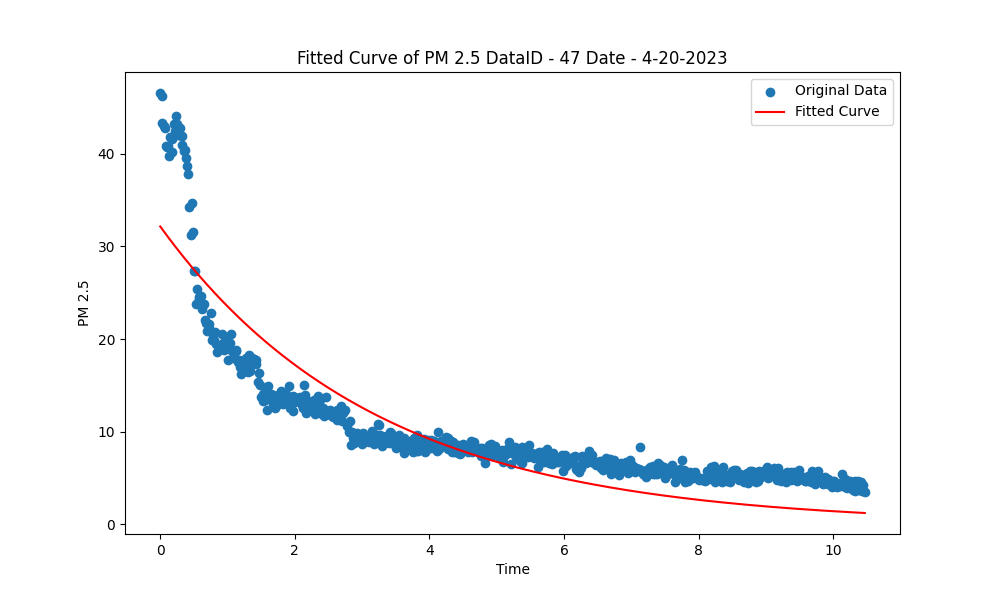 Fitted Curve of PM 2.5 DataID - 47 Date - 4-20-2023
Original Data
Fitted Curve
PM 2.5
40
30
20
10
0
0 2 4 6 8 10
Time